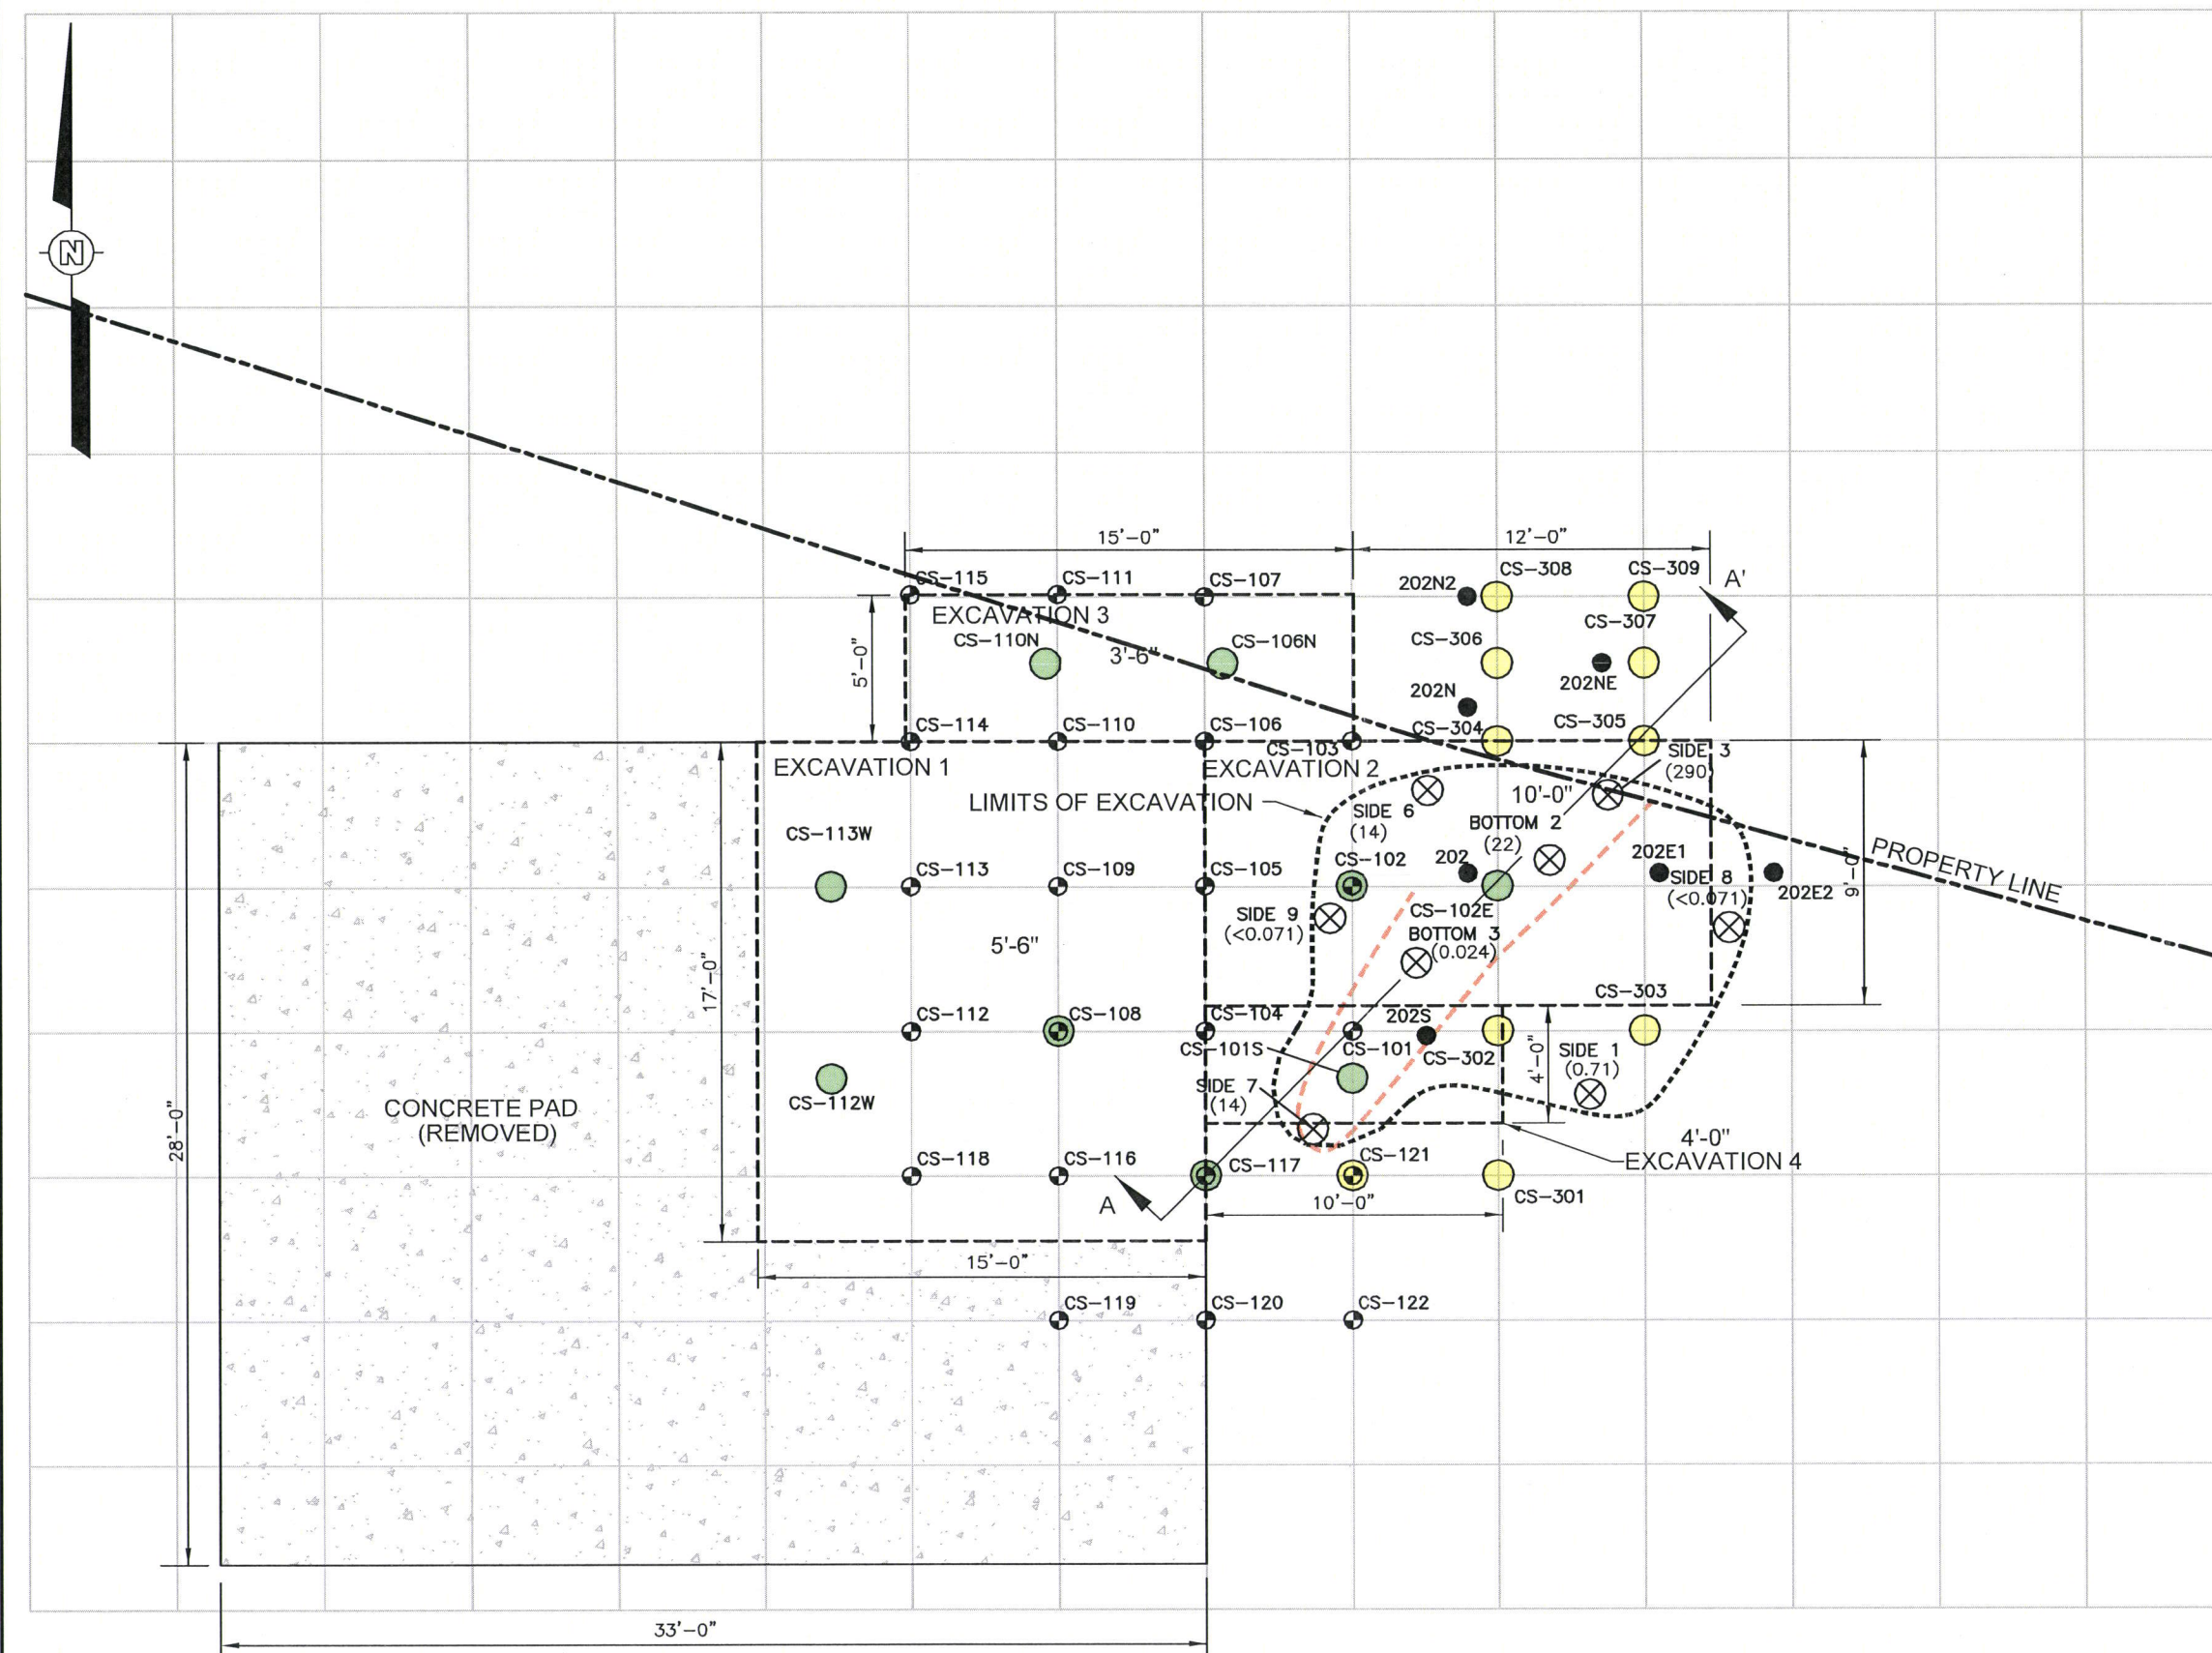 N
15'-0"
12'-0"
CS-115
CS-111
CS-107
202N2
CS-308
CS-309
A'
EXCAVATION 3
CS-307
CS-110N
3'-6"
CS-106N
CS-306
5'-0"
202NE
202N
CS-114
CS-110
CS-106
CS-103
CS-304
CS-305
SIDE 3
(290)
EXCAVATION 1
EXCAVATION 2
LIMITS OF EXCAVATION
10'-0"
SIDE 6
(14)
BOTTOM 2
(22)
CS-113W
CS-113
CS-109
CS-105
CS-102
202
202E1
SIDE 8
(<0.071)
202E2
9'-0"
PROPERTY LINE
SIDE 9
(<0.071)
CS-102E
BOTTOM 3
(0.024)
5'-6"
17'-0"
CS-303
CS-112
CS-108
CS-104
202S
CS-101S
CS-101
CS-302
4'-0"
SIDE 1
(0.71)
SIDE 7
(14)
CS-112W
CONCRETE PAD
(REMOVED)
28'-0"
4'-0"
EXCAVATION 4
CS-118
CS-116
CS-117
CS-121
CS-301
A
10'-0"
15'-0"
CS-119
CS-120
CS-122
33'-0"